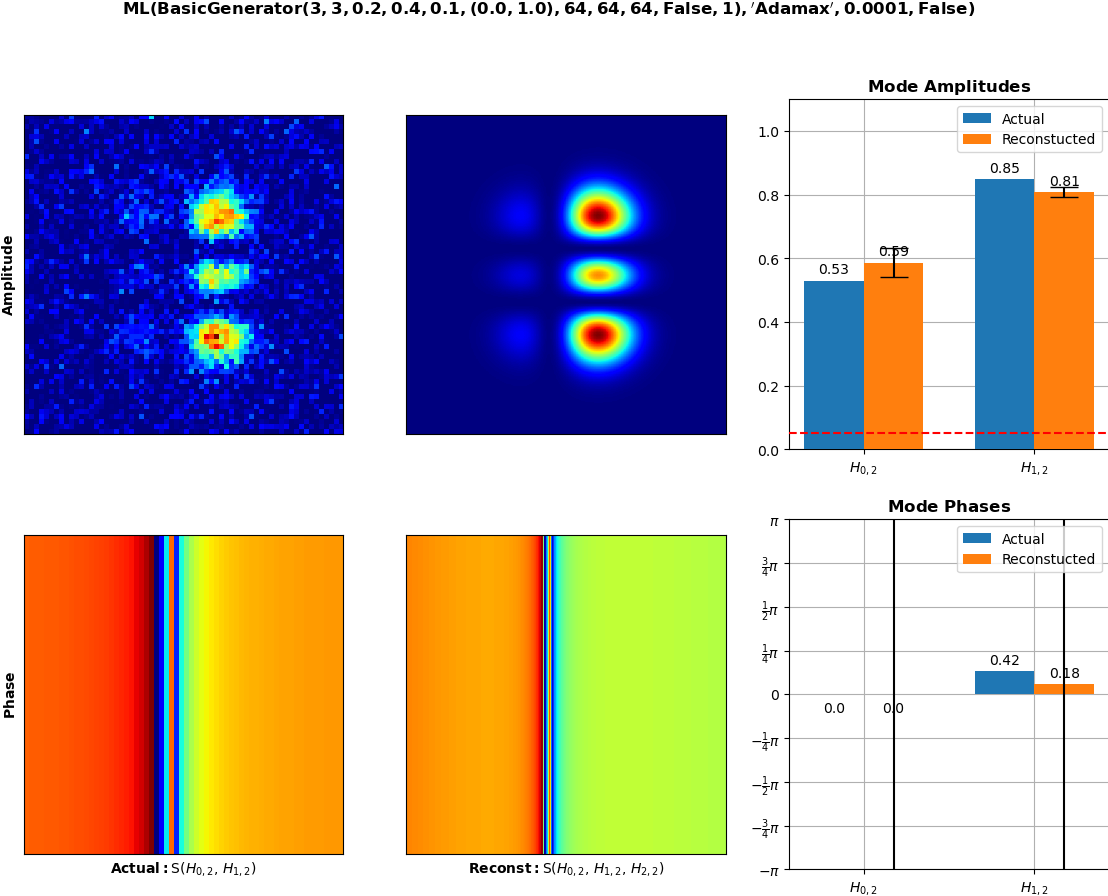 ML(BasicGenerator(3, 3, 0.2, 0.4, 0.1, (0.0, 1.0), 64, 64, 64, False, 1), ′Adamax′, 0.0001, False)
Amplitude
Mode Amplitudes
Actual
Reconstucted
1.0
0.8
0.6
0.4
0.2
0.0
0.53
0.59
0.85
0.81
H0, 2
H1, 2
Phase
Actual: S(H0, 2, H1, 2)
Reconst: S(H0, 2, H1, 2, H2, 2)
Mode Phases
Actual
Reconstucted
π
3/4π
1/2π
1/4π
0
−1/4π
−1/2π
−3/4π
−π
0.0
0.0
0.42
0.18
H0, 2
H1, 2